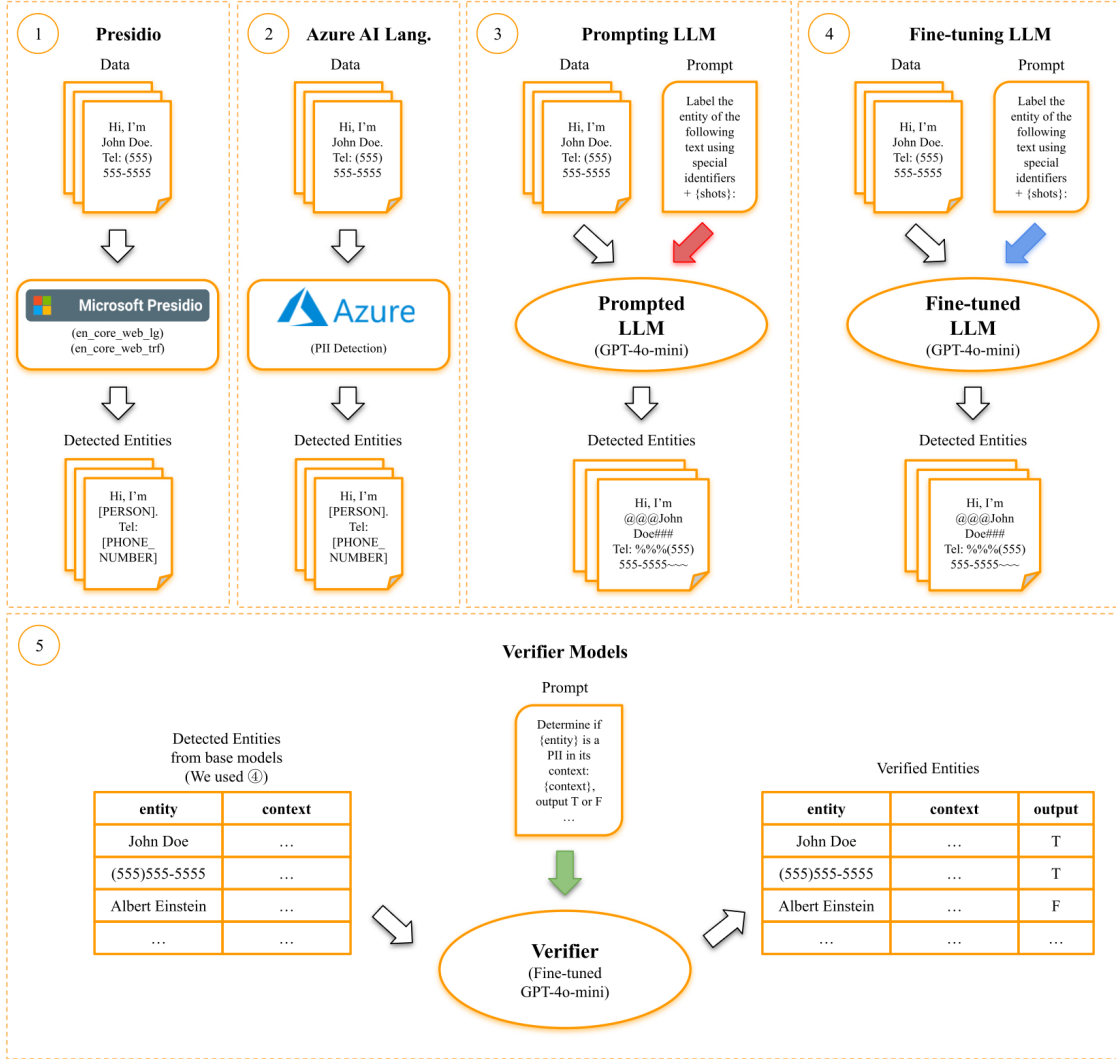 1
Presidio
Data
Hi, I’m
John Doe.
Tel: (555)
555-5555
Microsoft Presidio
(en_core_web_lg)
(en_core_web_trf)
Detected Entities
Hi, I’m
[PERSON].
Tel:
[PHONE_
NUMBER]
2
Azure AI Lang.
Data
Hi, I’m
John Doe.
Tel: (555)
555-5555
Azure
(PII Detection)
Detected Entities
Hi, I’m
[PERSON].
Tel:
[PHONE_
NUMBER]
3
Prompting LLM
Data
Hi, I’m
John Doe.
Tel: (555)
555-5555
Prompt
Label the
entity of the
following
text using
special
identifiers
+ {shots}:
Prompted
LLM
(GPT-4o-mini)
Detected Entities
Hi, I’m
@@@John
Doe###
Tel: %%%(555)
555-5555~~~
4
Fine-tuning LLM
Data
Hi, I’m
John Doe.
Tel: (555)
555-5555
Prompt
Label the
entity of the
following
text using
special
identifiers
+ {shots}:
Fine-tuned
LLM
(GPT-4o-mini)
Detected Entities
Hi, I’m
@@@John
Doe###
Tel: %%%(555)
555-5555~~~
5
Verifier Models
Detected Entities
from base models
(We used ④)
entity context
John Doe …
(555)555-5555 …
Albert Einstein …
… …
Prompt
Determine if
{entity} is a
PII in its
context:
{context},
output T or F
…
Verifier
(Fine-tuned
GPT-4o-mini)
Verified Entities
entity context output
John Doe … T
(555)555-5555 … T
Albert Einstein … F
… … …